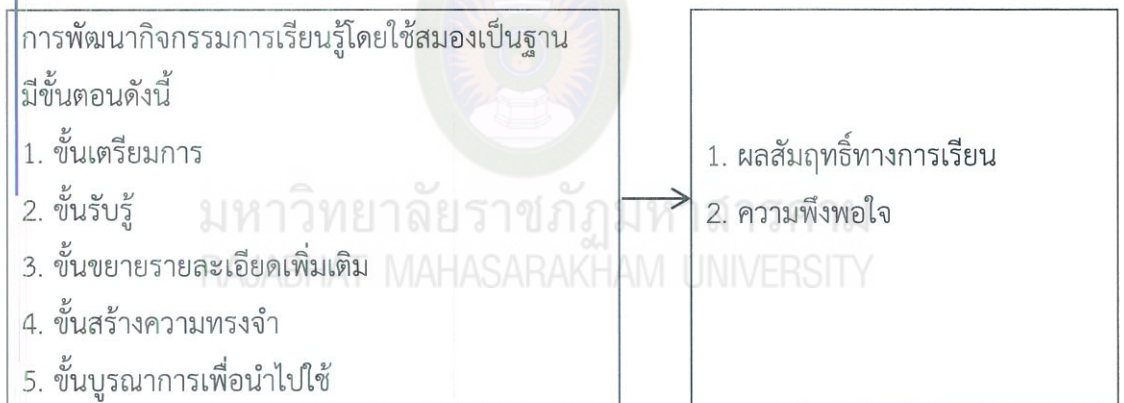 การพัฒนากิจกรรมการเรียนรู้โดยใช้สมองเป็นฐาน
มีขั้นตอนดังนี้
1. ขั้นเตรียมการ
2. ขั้นรับรู้
3. ขั้นขยายรายละเอียดเพิ่มเติม
4. ขั้นสร้างความทรงจำ
5. ขั้นบูรณาการเพื่อนำไปใช้
1. ผลสัมฤทธิ์ทางการเรียน
2. ความพึงพอใจ
มหาวิทยาลัยราชภัฏมหาสารคาม
RAJABHAT MAHASARAKHAM UNIVERSITY